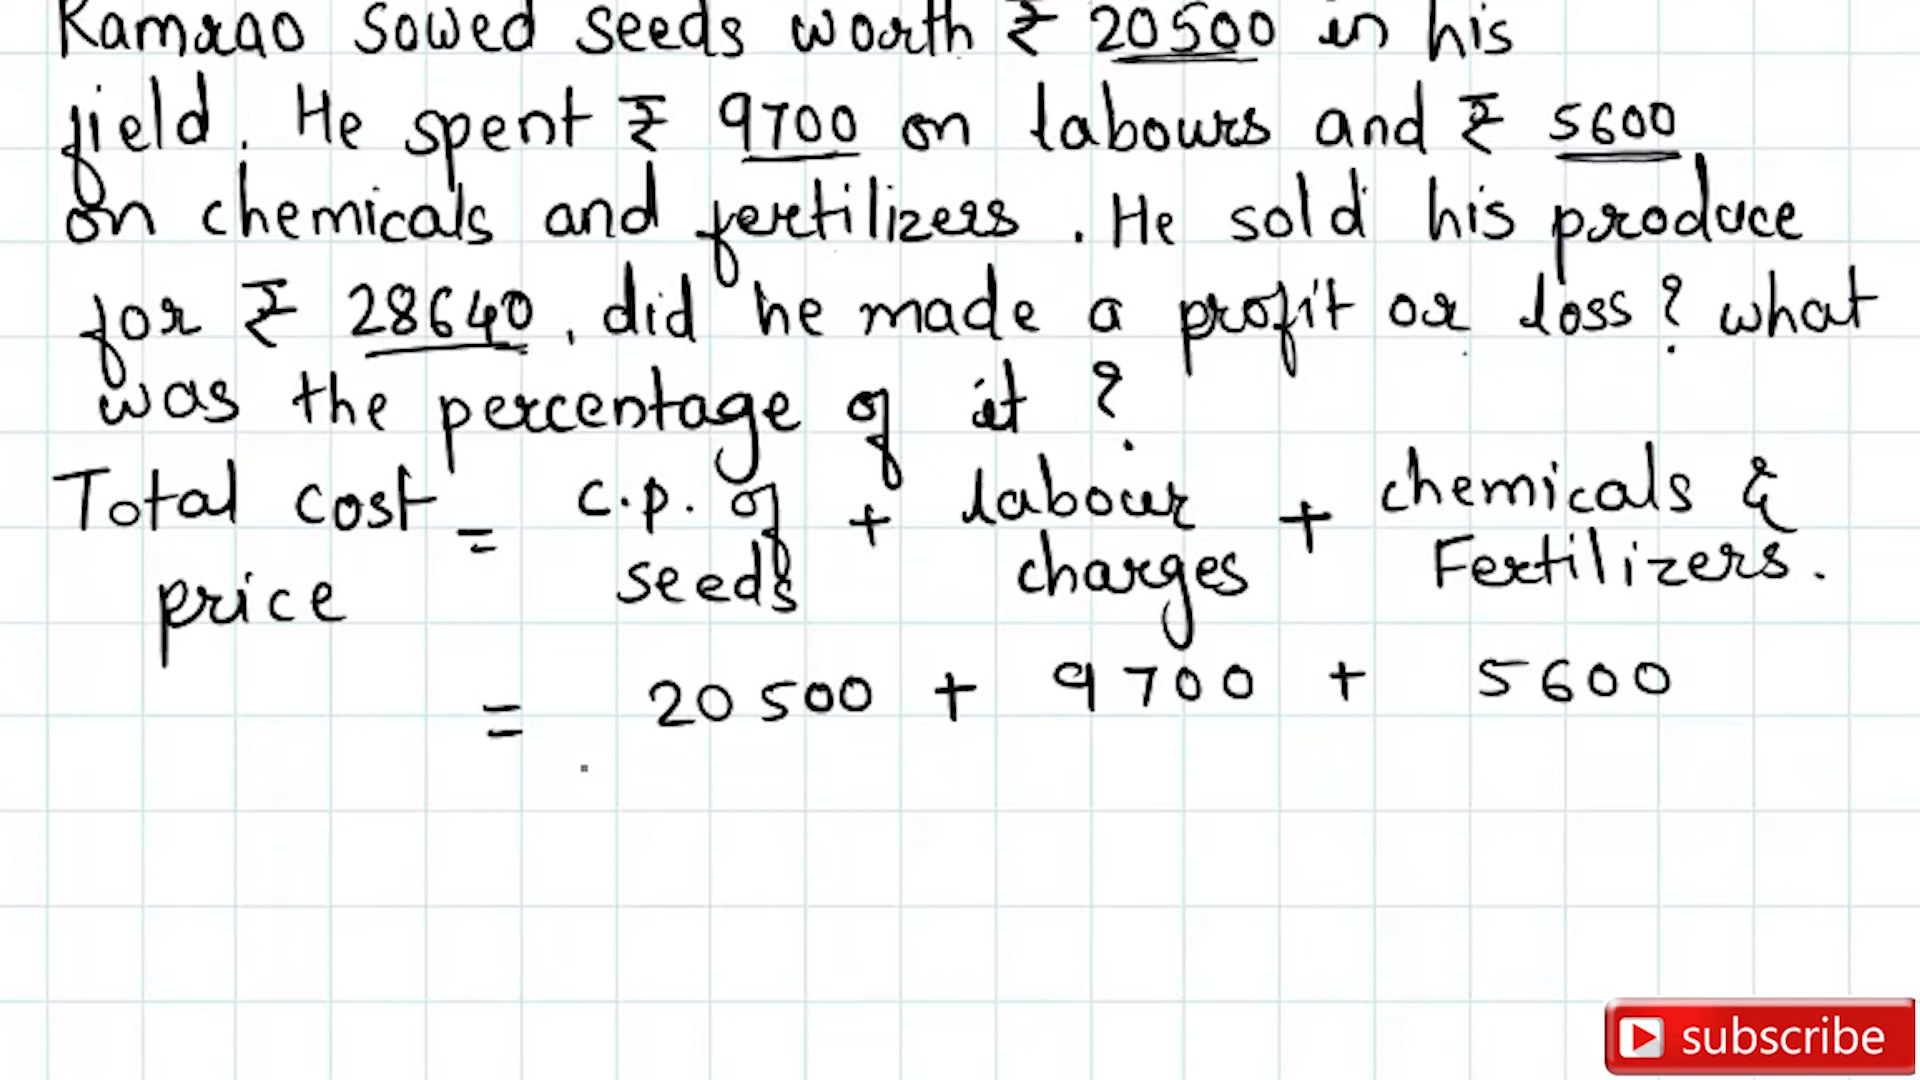 Ramrao sowed seeds worth ₹ 20500 in his
field. He spent ₹ 9700 on labours and ₹ 5600
on chemicals and fertilizers. He sold his produce
for ₹ 28640, did he made a profit or loss? what
was the percentage of it?
Total cost price = c.p. of seeds + labour charges + chemicals & Fertilizers.
= 20500 + 9700 + 5600
subscribe